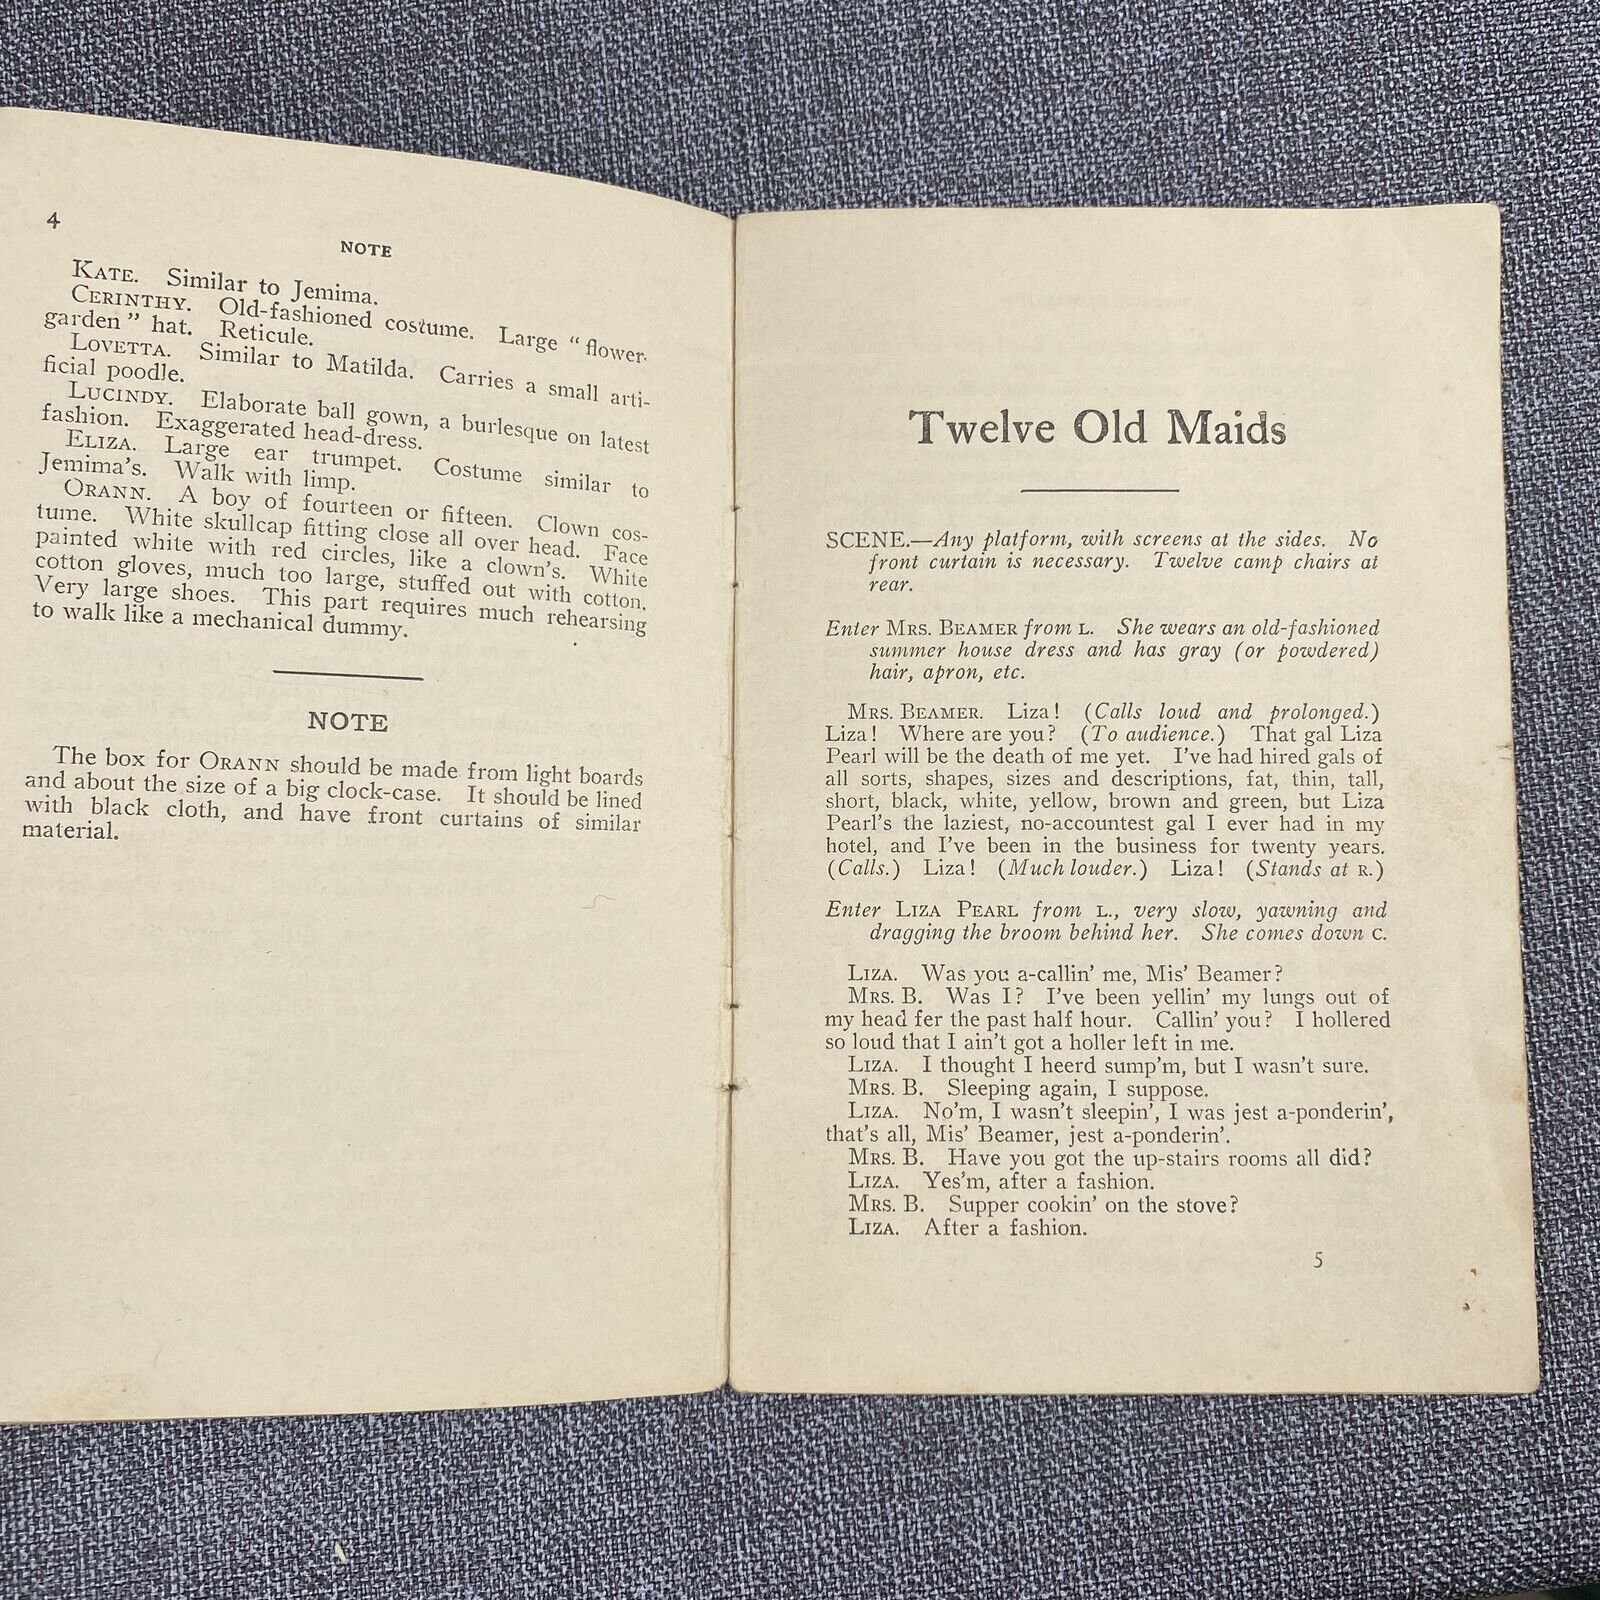 4
NOTE
KATE. Similar to Jemima.
CERINTHY. Old-fashioned costume. Large "flower-
garden" hat. Reticule.
LOVETTA. Similar to Matilda. Carries a small arti-
ficial poodle.
LUCINDY. Elaborate ball gown, a burlesque on latest
fashion. Exaggerated head-dress.
ELIZA. Large ear trumpet. Costume similar to
Jemima's. Walk with limp.
ORANN. A boy of fourteen or fifteen. Clown cos-
tume. White skullcap fitting close all over head. Face
painted white with red circles, like a clown's. White
cotton gloves, much too large, stuffed out with cotton.
Very large shoes. This part requires much rehearsing
to walk like a mechanical dummy.
NOTE
The box for ORANN should be made from light boards
and about the size of a big clock-case. It should be lined
with black cloth, and have front curtains of similar
material.
Twelve Old Maids
SCENE.—Any platform, with screens at the sides. No
front curtain is necessary. Twelve camp chairs at
rear.
Enter MRS. BEAMER from L. She wears an old-fashioned
summer house dress and has gray (or powdered)
hair, apron, etc.
MRS. BEAMER. Liza! (Calls loud and prolonged.)
Liza! Where are you? (To audience.) That gal Liza
Pearl will be the death of me yet. I've had hired gals of
all sorts, shapes, sizes and descriptions, fat, thin, tall,
short, black, white, yellow, brown and green, but Liza
Pearl's the laziest, no-accountest gal I ever had in my
hotel, and I've been in the business for twenty years.
(Calls.) Liza! (Much louder.) Liza! (Stands at R.)
Enter LIZA PEARL from L., very slow, yawning and
dragging the broom behind her. She comes down C.
LIZA. Was you a-callin' me, Mis' Beamer?
MRS. B. Was I? I've been yellin' my lungs out of
my head fer the past half hour. Callin' you? I hollered
so loud that I ain't got a holler left in me.
LIZA. I thought I heerd sump'm, but I wasn't sure.
MRS. B. Sleeping again, I suppose.
LIZA. No'm, I wasn't sleepin', I was jest a-ponderin',
that's all, Mis' Beamer, jest a-ponderin'.
MRS. B. Have you got the up-stairs rooms all did?
LIZA. Yes'm, after a fashion.
MRS. B. Supper cookin' on the stove?
LIZA. After a fashion.
5